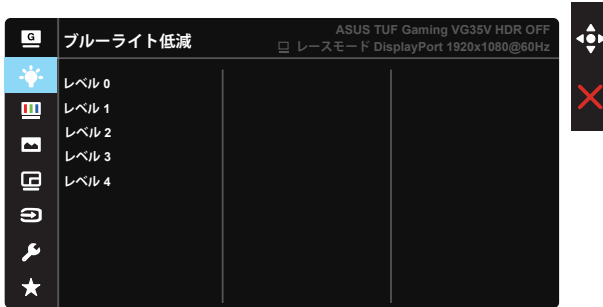 G
ブルーライト低減
ASUS TUF Gaming VG35V HDR OFF
レースモード DisplayPort 1920x1080@60Hz
レベル 0
レベル 1
レベル 2
レベル 3
レベル 4